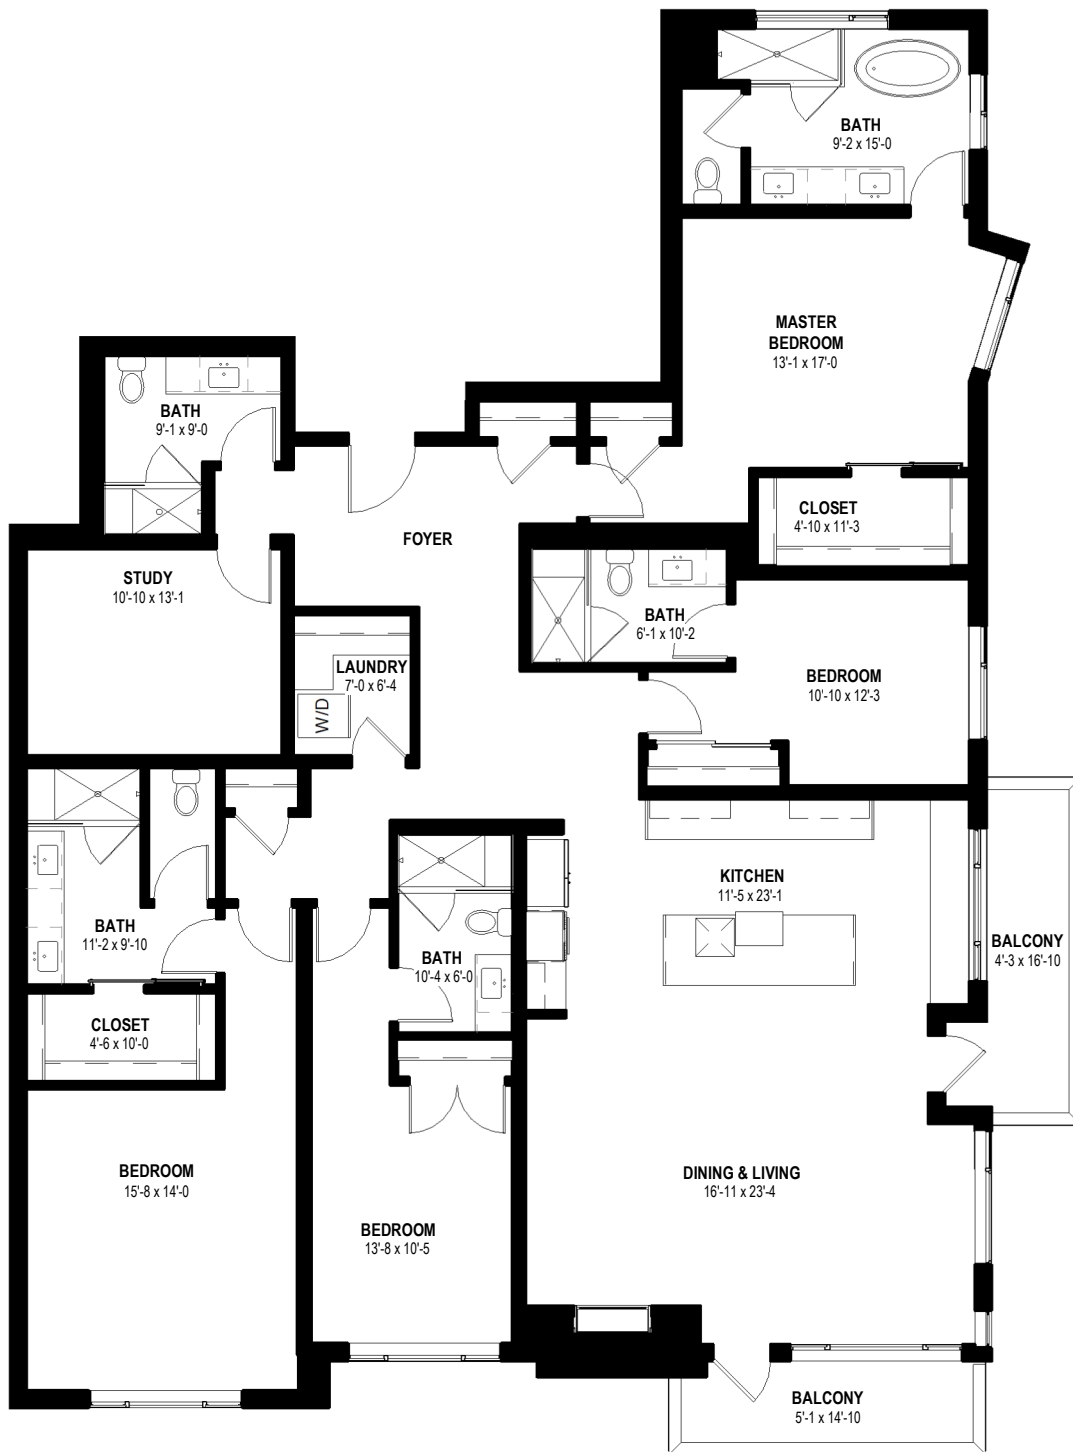 BATH
9'-2 x 15'-0
MASTER
BEDROOM
13'-1 x 17'-0
BATH
9'-1 x 9'-0
CLOSET
4'-10 x 11'-3
FOYER
STUDY
10'-10 x 13'-1
BATH
6'-1 x 10'-2
LAUNDRY
7'-0 x 6'-4
W/D
BEDROOM
10'-10 x 12'-3
KITCHEN
11'-5 x 23'-1
BATH
11'-2 x 9'-10
BATH
10'-4 x 6'-0
BALCONY
4'-3 x 16'-10
CLOSET
4'-6 x 10'-0
BEDROOM
15'-8 x 14'-0
DINING & LIVING
16'-11 x 23'-4
BEDROOM
13'-8 x 10'-5
BALCONY
5'-1 x 14'-10